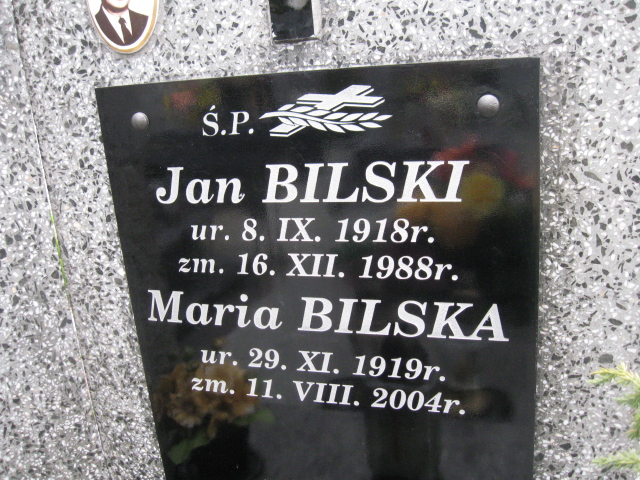 Ś.P.
Jan BILSKI
ur. 8. IX. 1918r.
zm. 16. XII. 1988r.
Maria BILSKA
ur. 29. XI. 1919r.
zm. 11. VIII. 2004r.